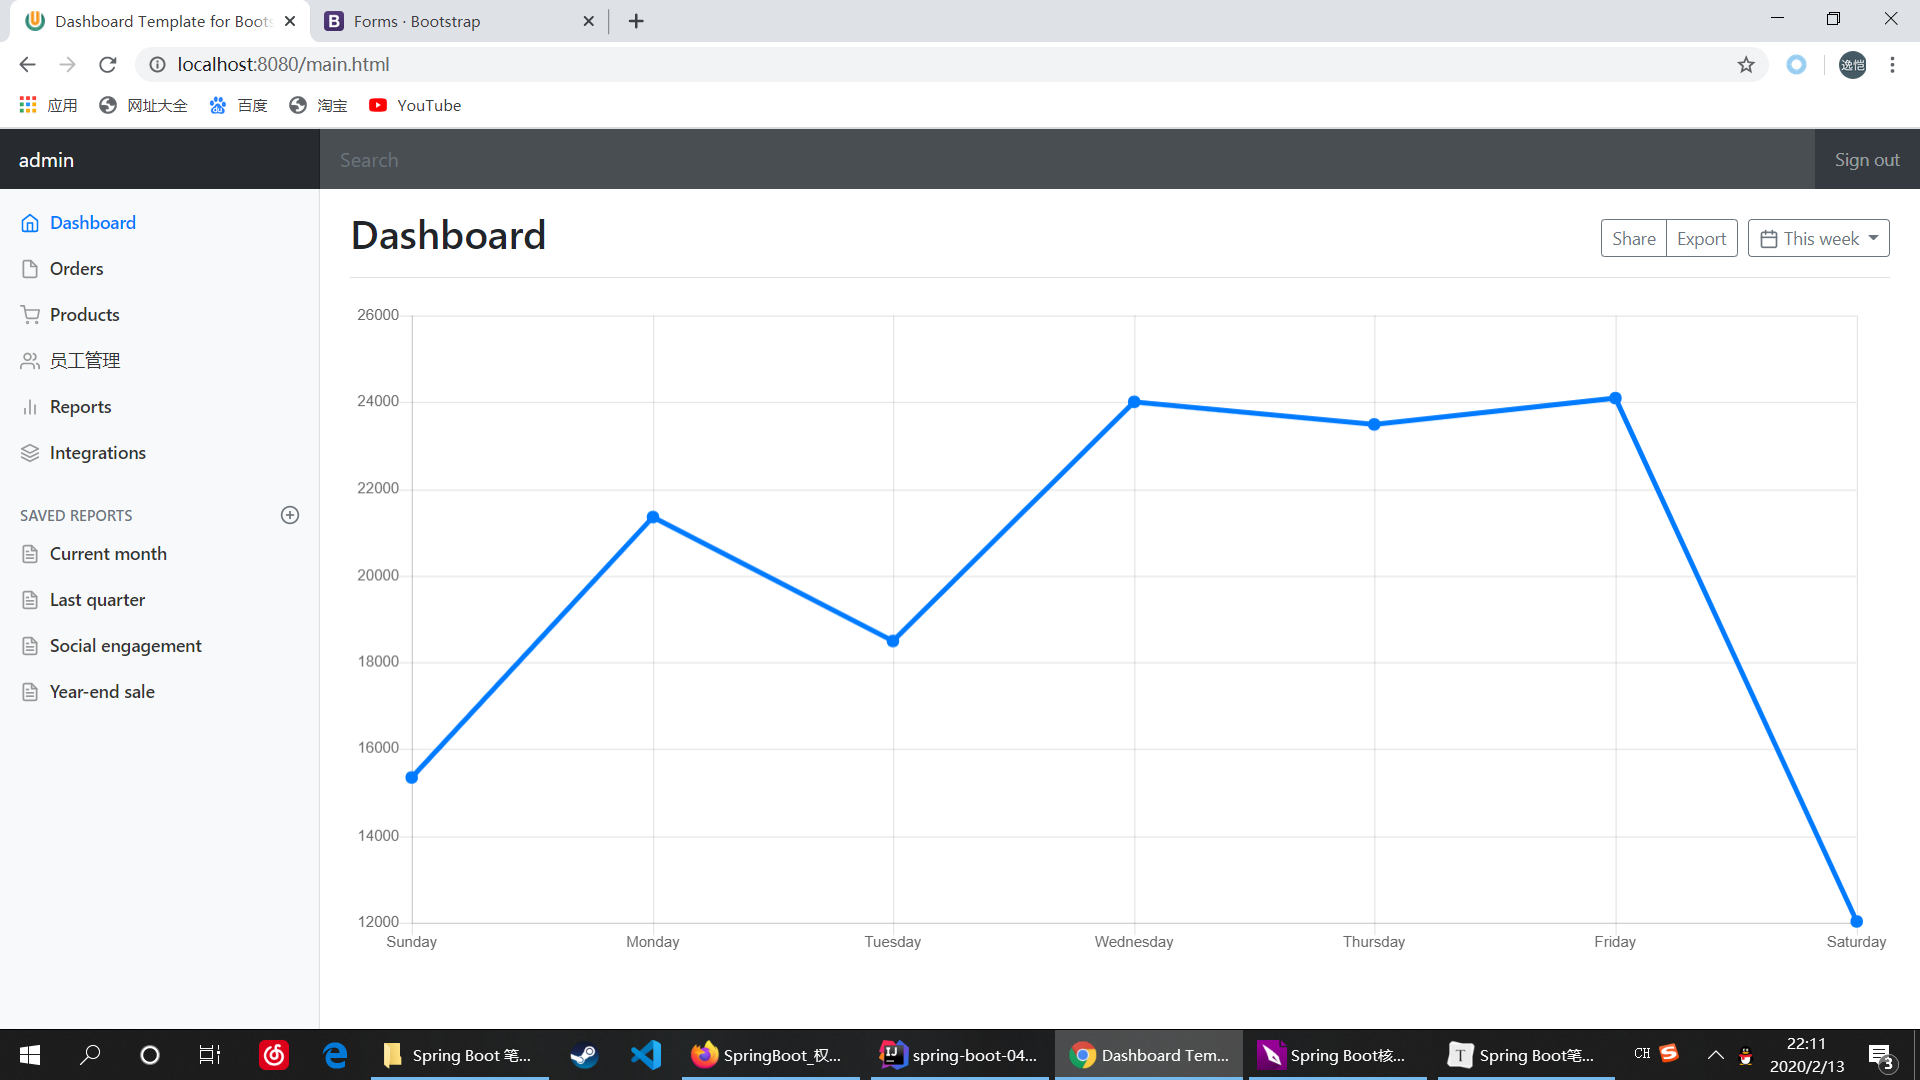 Dashboard Template for Boots
Forms · Bootstrap
localhost:8080/main.html
逸恺
应用
网址大全
百度
淘宝
YouTube
admin
Search
Sign out
Dashboard
Orders
Products
员工管理
Reports
Integrations
SAVED REPORTS
Current month
Last quarter
Social engagement
Year-end sale
Dashboard
Share
Export
This week
26000
24000
22000
20000
18000
16000
14000
12000
Sunday
Monday
Tuesday
Wednesday
Thursday
Friday
Saturday
Spring Boot 笔...
SpringBoot_权...
spring-boot-04...
Dashboard Tem...
Spring Boot核...
Spring Boot笔...
CH
22:11
2020/2/13
3